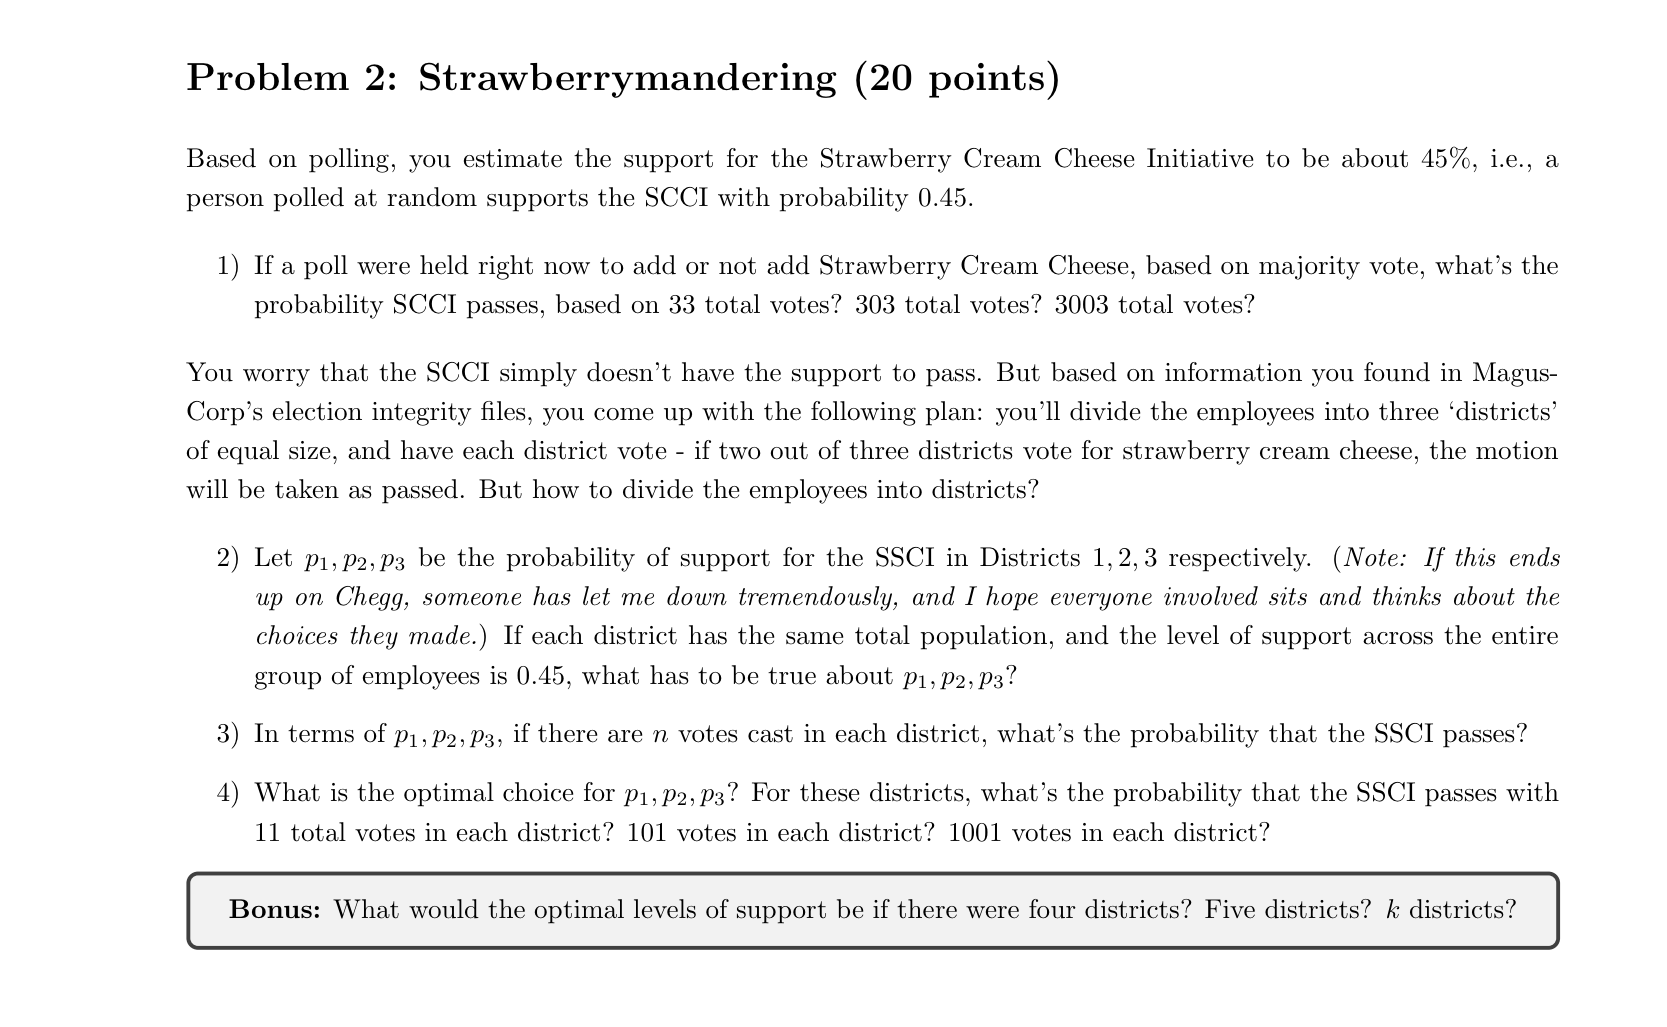 Problem 2: Strawberrymandering (20 points)
Based on polling, you estimate the support for the Strawberry Cream Cheese Initiative to be about 45%, i.e., a
person polled at random supports the SCCI with probability 0.45.
1) If a poll were held right now to add or not add Strawberry Cream Cheese, based on majority vote, what's the
probability SCCI passes, based on 33 total votes? 303 total votes? 3003 total votes?
You worry that the SCCI simply doesn't have the support to pass. But based on information you found in Magus-
Corp's election integrity files, you come up with the following plan: you'll divide the employees into three 'districts'
of equal size, and have each district vote - if two out of three districts vote for strawberry cream cheese, the motion
will be taken as passed. But how to divide the employees into districts?
2) Let p₁, p₂, p₃ be the probability of support for the SSCI in Districts 1, 2, 3 respectively. (Note: If this ends
up on Chegg, someone has let me down tremendously, and I hope everyone involved sits and thinks about the
choices they made.) If each district has the same total population, and the level of support across the entire
group of employees is 0.45, what has to be true about p₁, p₂, p₃?
3) In terms of p₁, p₂, p₃, if there are n votes cast in each district, what's the probability that the SSCI passes?
4) What is the optimal choice for p₁, p₂, p₃? For these districts, what's the probability that the SSCI passes with
11 total votes in each district? 101 votes in each district? 1001 votes in each district?
Bonus: What would the optimal levels of support be if there were four districts? Five districts? k districts?